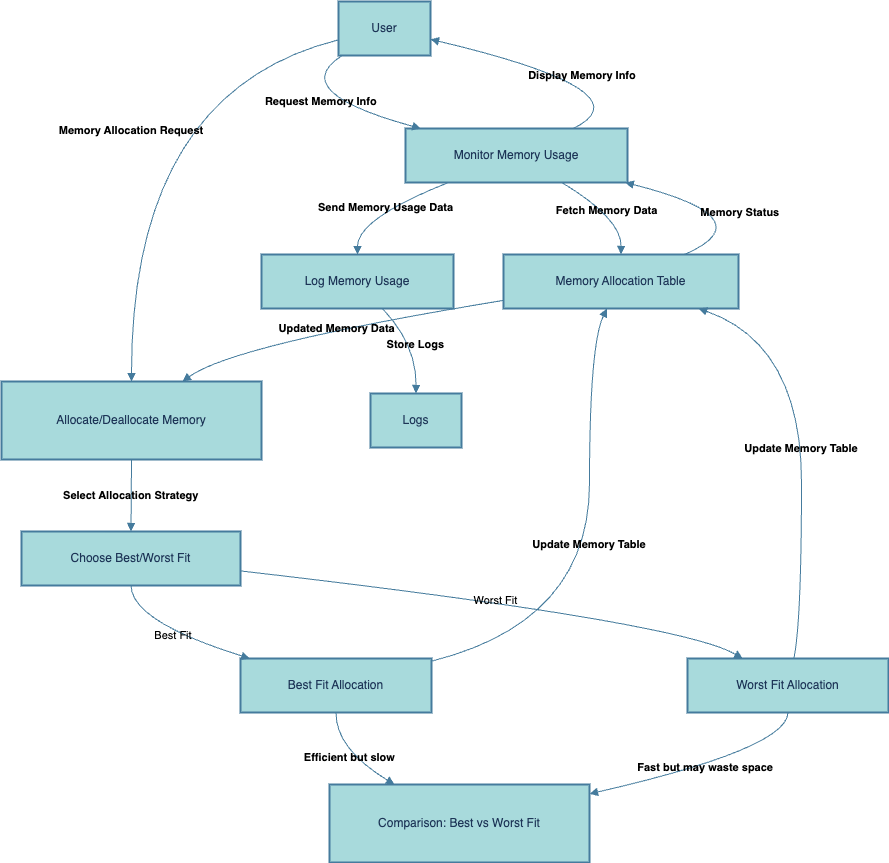 User
Display Memory Info
Request Memory Info
Memory Allocation Request
Monitor Memory Usage
Send Memory Usage Data
Fetch Memory Data
Memory Status
Log Memory Usage
Memory Allocation Table
Updated Memory Data
Store Logs
Allocate/Deallocate Memory
Logs
Update Memory Table
Select Allocation Strategy
Update Memory Table
Choose Best/Worst Fit
Worst Fit
Best Fit
Best Fit Allocation
Worst Fit Allocation
Efficient but slow
Fast but may waste space
Comparison: Best vs Worst Fit